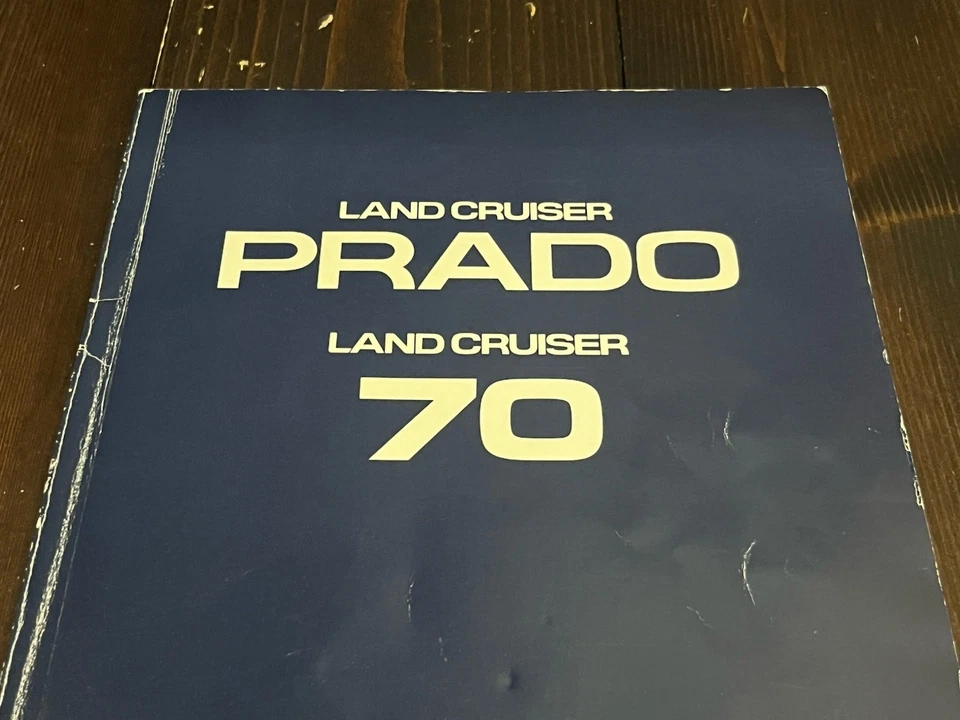 LAND CRUISER
PRADO
LAND CRUISER
70